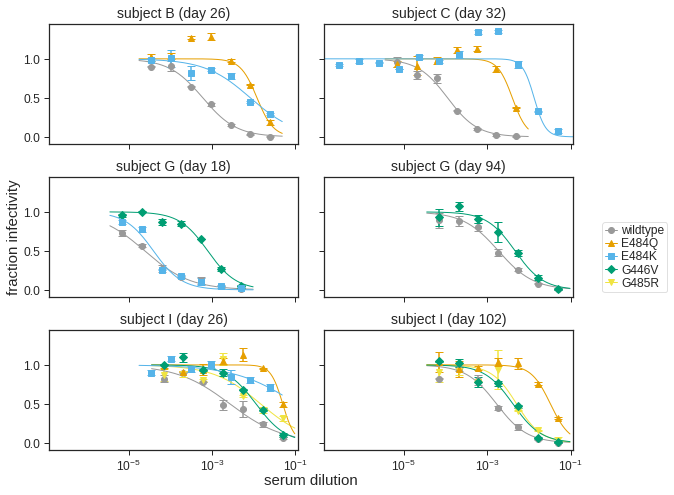 subject B (day 26)
subject C (day 32)
1.0
0.5
0.0
subject G (day 18)
subject G (day 94)
1.0
0.5
0.0
fraction infectivity
wildtype
E484Q
E484K
G446V
G485R
subject I (day 26)
subject I (day 102)
1.0
0.5
0.0
10⁻⁵ 10⁻³ 10⁻¹
10⁻⁵ 10⁻³ 10⁻¹
serum dilution